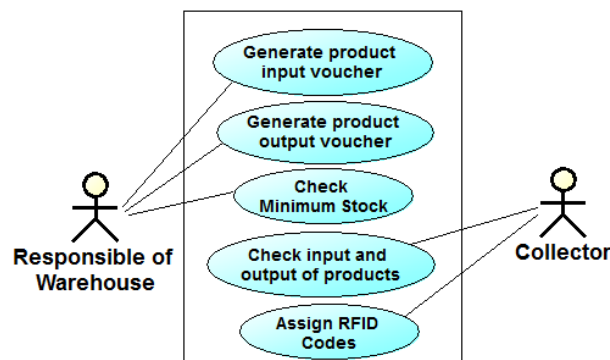 Generate product
input voucher
Generate product
output voucher
Check
Minimum Stock
Responsible of
Warehouse
Check input and
output of products
Collector
Assign RFID
Codes